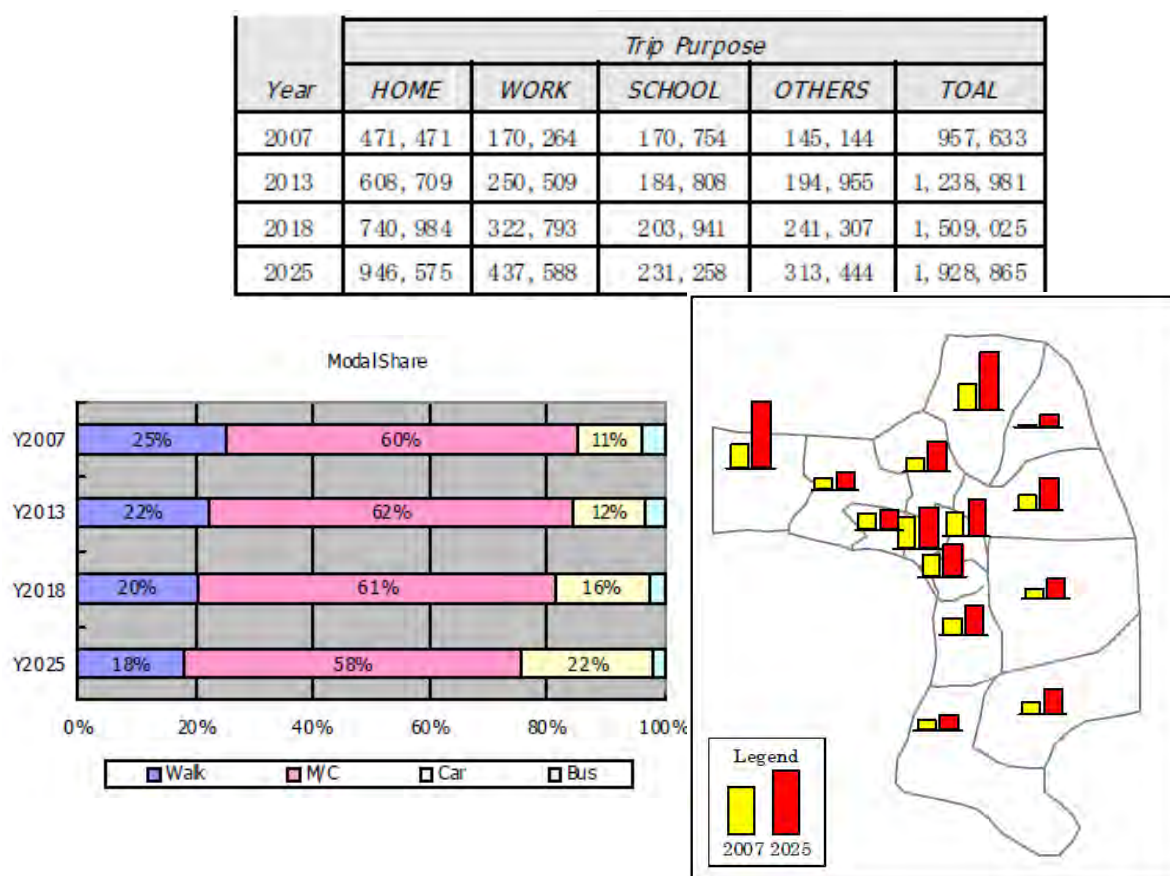 Trip Purpose
Year HOME WORK SCHOOL OTHERS TOAL
2007 471, 471 170, 264 170, 754 145, 144 957, 633
2013 608, 709 250, 509 184, 808 194, 955 1, 238, 981
2018 740, 984 322, 793 203, 941 241, 307 1, 509, 025
2025 946, 575 437, 588 231, 258 313, 444 1, 928, 865
ModalShare
Y2007 25% 60% 11%
Y2013 22% 62% 12%
Y2018 20% 61% 16%
Y2025 18% 58% 22%
0% 20% 40% 60% 80% 100%
Walk M/C Car Bus
Legend
2007 2025